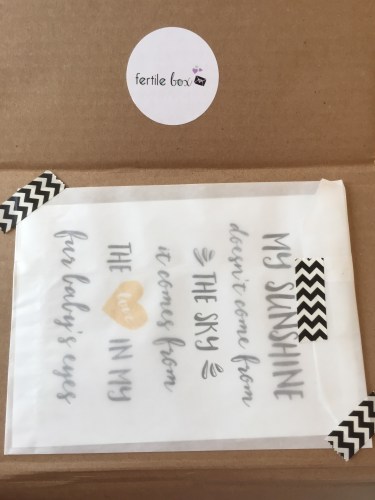 fertile box
MY SUNSHINE
doesn't come from
THE SKY
it comes from
THE love IN MY
fur baby's eyes